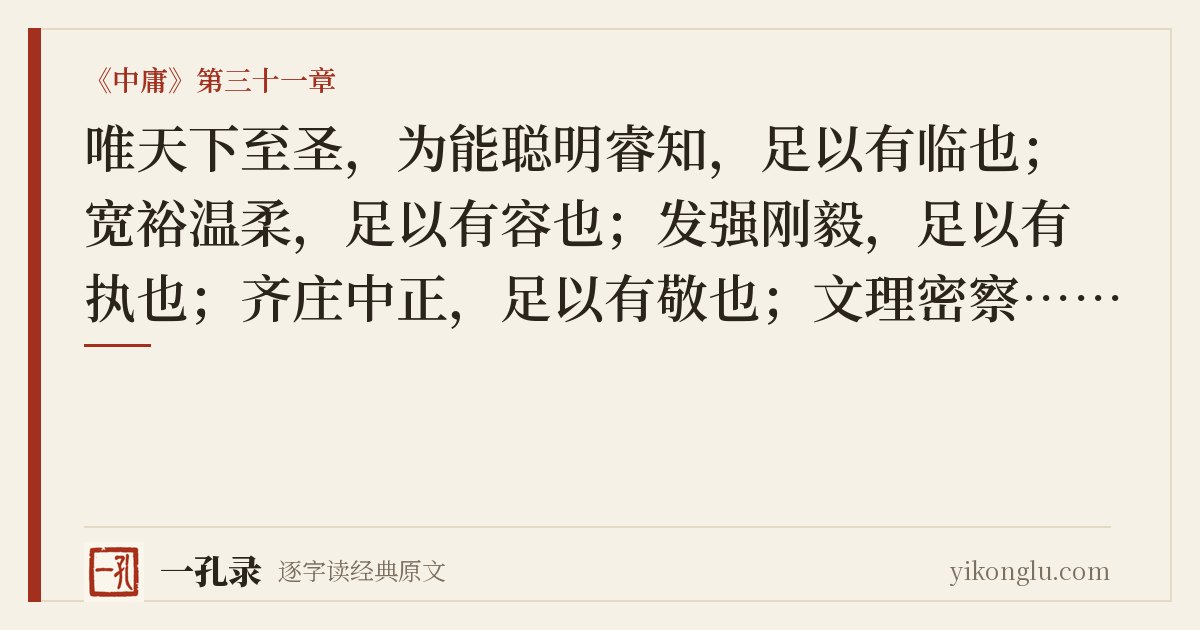 《中庸》第三十一章
唯天下至圣，为能聪明睿知，足以有临也；
宽裕温柔，足以有容也；发强刚毅，足以有
执也；齐庄中正，足以有敬也；文理密察……
一孔
一孔录 逐字读经典原文 yikonglu.com